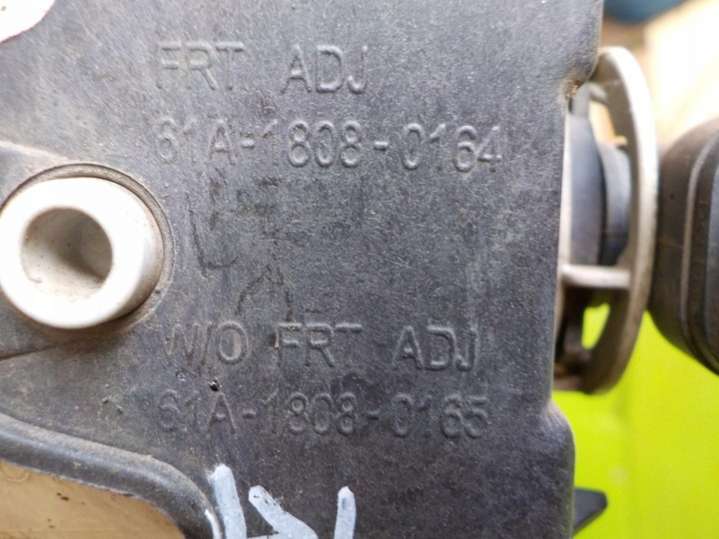 FRT ADJ
61A-1808-0164
W/O FRT ADJ
61A-1808-0165